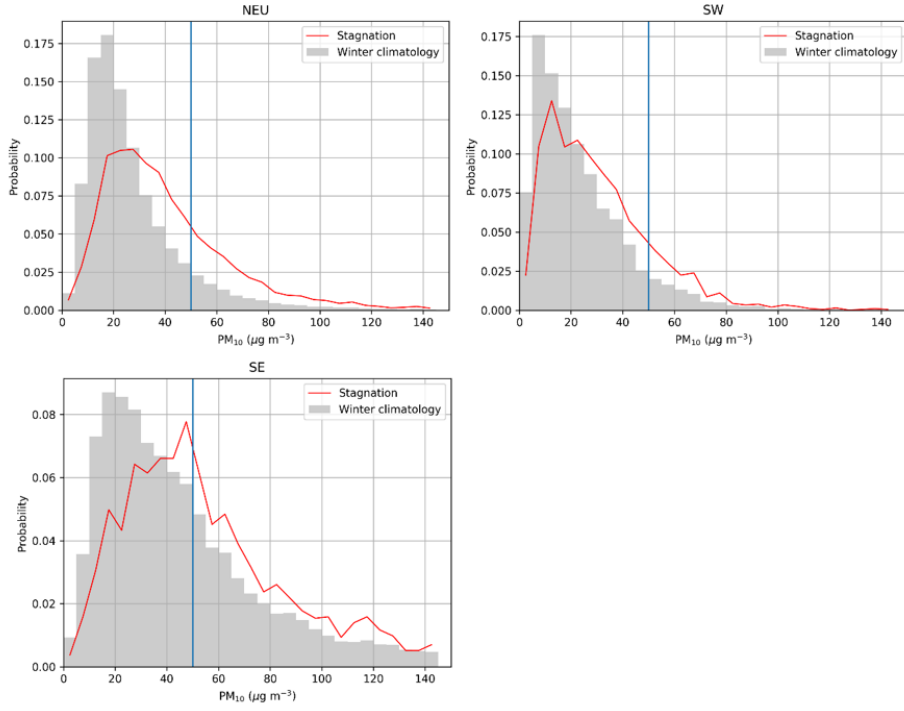 NEU
Stagnation
Winter climatology
0.175
0.150
0.125
0.100
0.075
0.050
0.025
0.000
Probability
0 20 40 60 80 100 120 140
PM₁₀ (μg m⁻³)
SW
Stagnation
Winter climatology
0.175
0.150
0.125
0.100
0.075
0.050
0.025
0.000
Probability
0 20 40 60 80 100 120 140
PM₁₀ (μg m⁻³)
SE
Stagnation
Winter climatology
0.08
0.06
0.04
0.02
0.00
Probability
0 20 40 60 80 100 120 140
PM₁₀ (μg m⁻³)